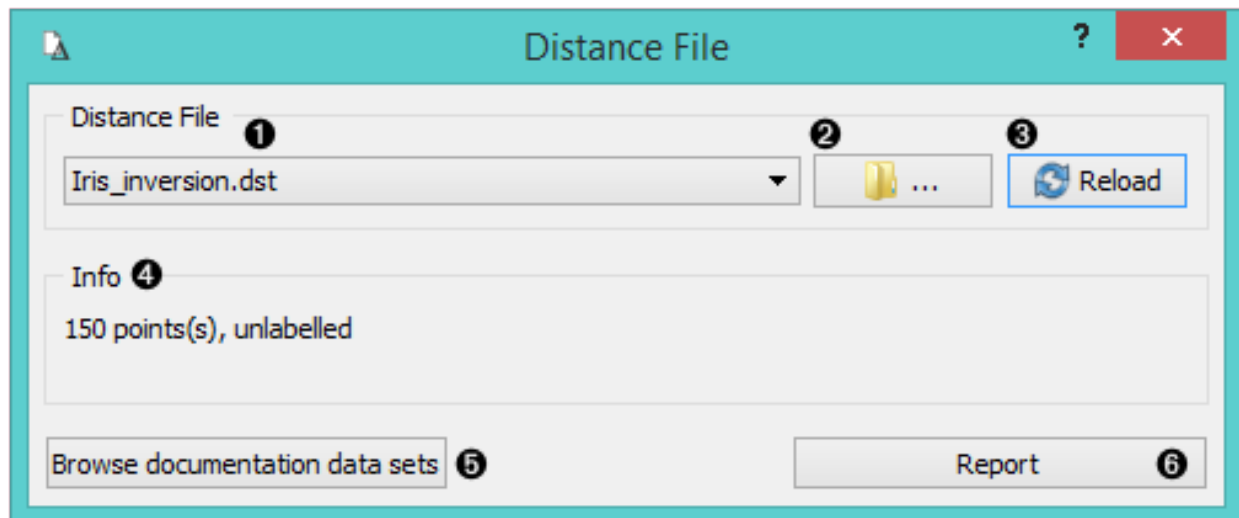 Distance File ?
Distance File ❶ ❷ ❸
Iris_inversion.dst ... Reload
Info ❹
150 points(s), unlabelled
Browse documentation data sets ❺ Report ❻